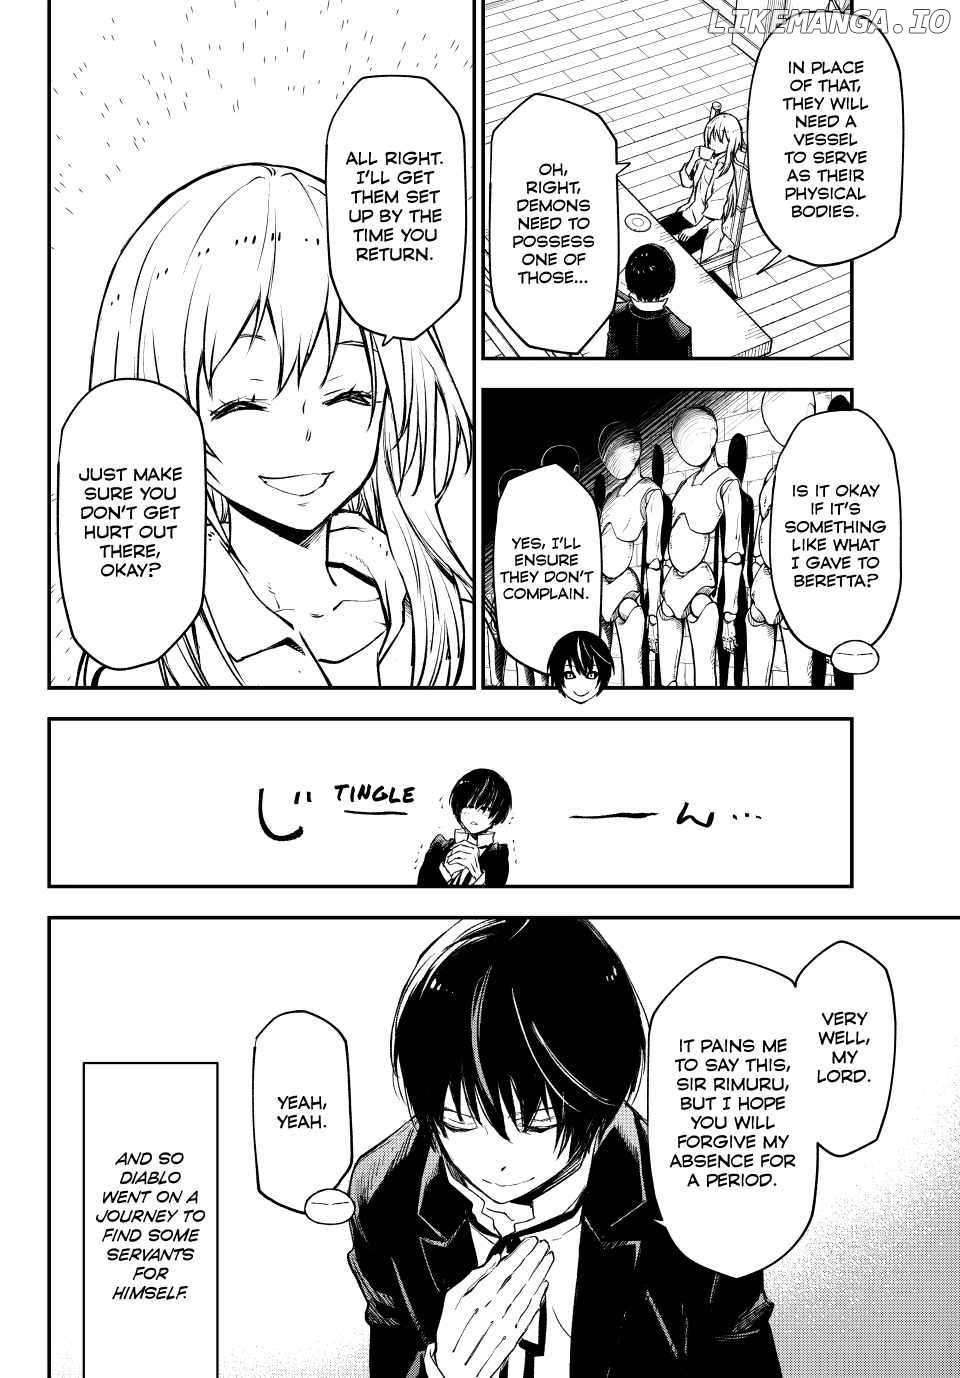 LIKEMANGA.IO
IN PLACE
OF THAT,
THEY WILL
NEED A
VESSEL
TO SERVE
AS THEIR
PHYSICAL
BODIES.
OH,
RIGHT,
DEMONS
NEED TO
POSSESS
ONE OF
THOSE...
ALL RIGHT.
I'LL GET
THEM SET
UP BY THE
TIME YOU
RETURN.
JUST MAKE
SURE YOU
DON'T GET
HURT OUT
THERE,
OKAY?
IS IT OKAY
IF IT'S
SOMETHING
LIKE WHAT
I GAVE TO
BERETTA?
YES, I'LL
ENSURE
THEY DON'T
COMPLAIN.
じ TINGLE ーん...
VERY
WELL,
MY
LORD.
IT PAINS ME
TO SAY THIS,
SIR RIMURU,
BUT I HOPE
YOU WILL
FORGIVE MY
ABSENCE FOR
A PERIOD.
YEAH,
YEAH.
AND SO
DIABLO
WENT ON A
JOURNEY TO
FIND SOME
SERVANTS
FOR
HIMSELF.